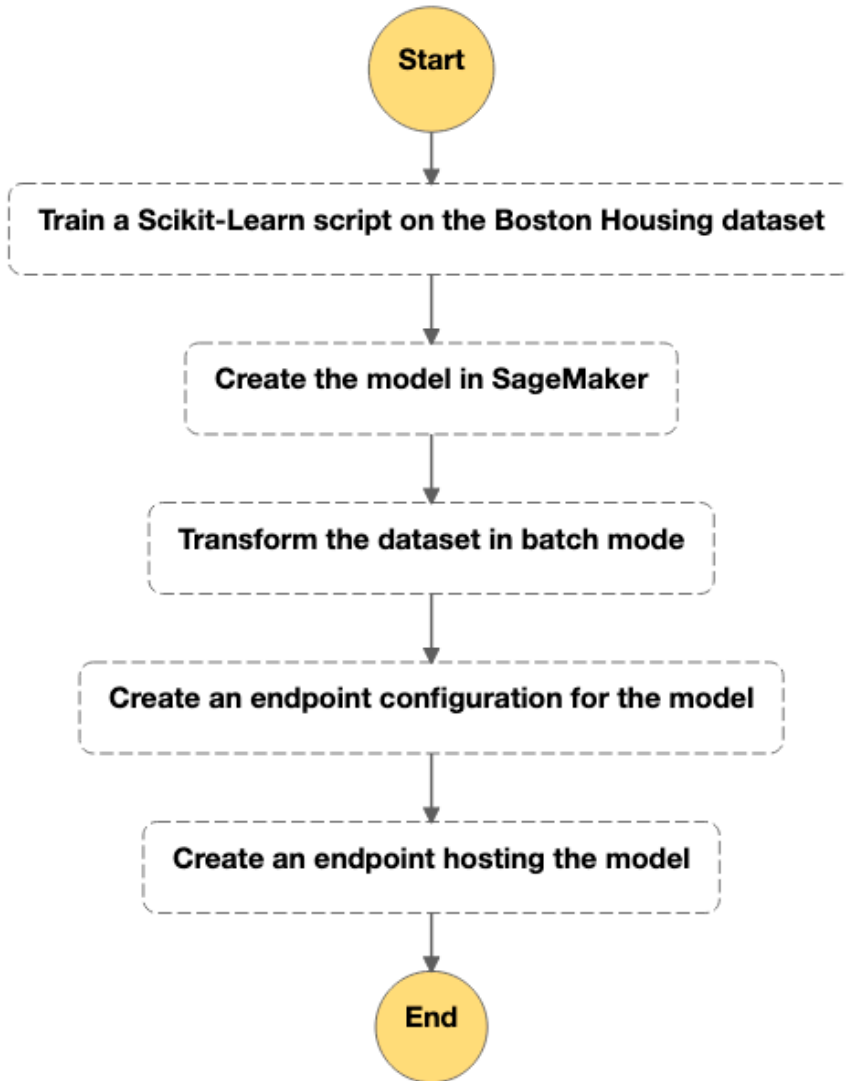 Start
Train a Scikit-Learn script on the Boston Housing dataset
Create the model in SageMaker
Transform the dataset in batch mode
Create an endpoint configuration for the model
Create an endpoint hosting the model
End